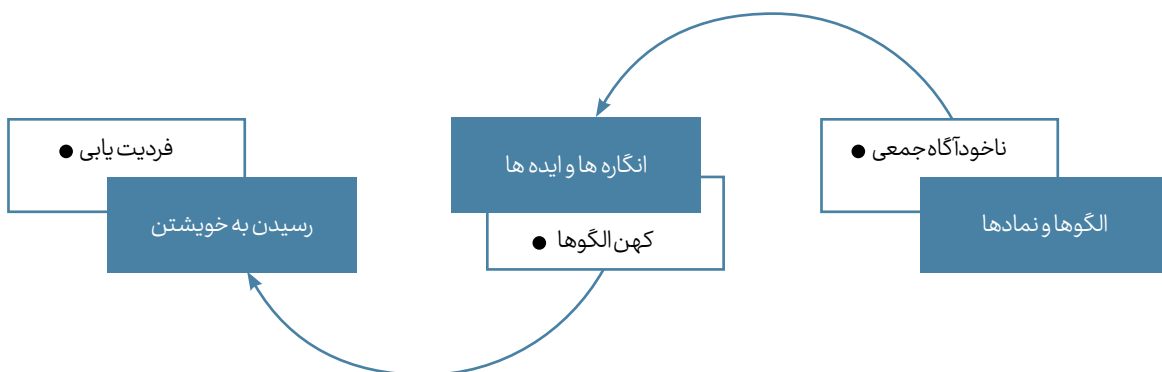 ناخودآگاه جمعی
الگوها و نمادها
انگاره ها و ایده ها
کهن الگوها
فردیت یابی
رسیدن به خویشتن